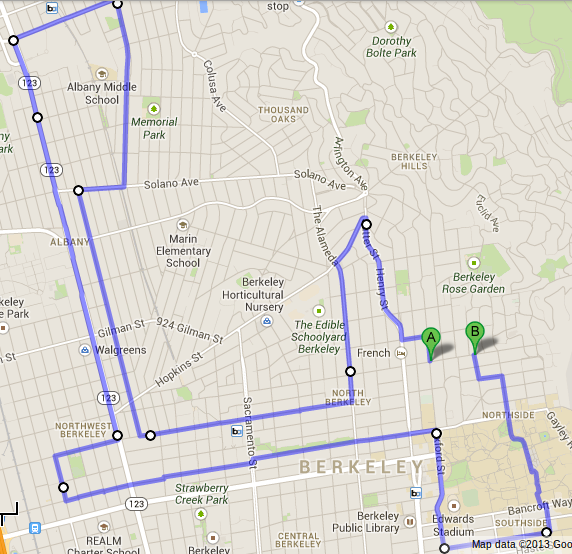 stop
Dorothy
Bolte Park
Colusa Ave
123
Albany Middle
School
THOUSAND
OAKS
Memorial
Park
Arlington Ave
BERKELEY
HILLS
123
Solano Ave
Solano Ave
Euclid Ave
The Alameda
Sutter St
Henry St
ALBANY
Marin
Elementary
School
Berkeley
Rose Garden
Berkeley
Horticultural
Nursery
Park
Gilman St
924 Gilman St
The Edible
Schoolyard
Berkeley
A
B
Walgreens
Hopkins St
French
NORTH
BERKELEY
Sacramento St
NORTHSIDE
Gayley
NORTHWEST
BERKELEY
BERKELEY
Oxford St
Strawberry
Creek Park
123
Bancroft Way
Edwards
Stadium
Berkeley
Public Library
SOUTHSIDE
REALM
Charter School
Berkeley
CENTRAL
BERKELEY
Map data ©2013 Goo